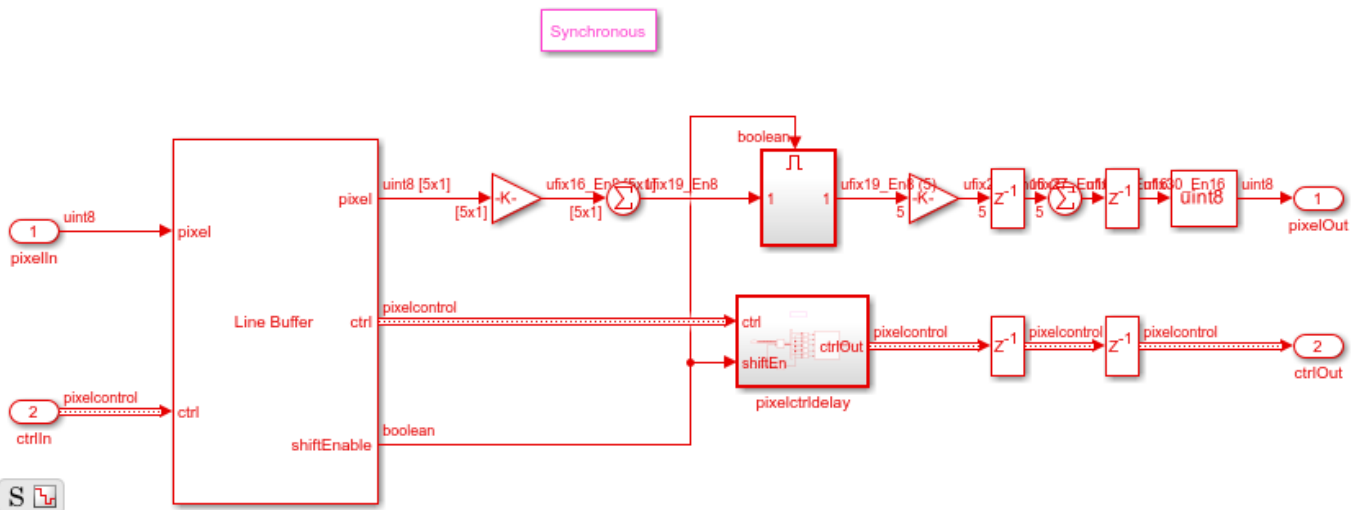 Synchronous
boolean
pixel
uint8 [5x1]
-K-
[5x1]
ufix16_En8 [5x1]
[5x1]
Σ
ufix19_En8
1
1
ufix19_En8 (5)
5
-K-
5
z-1
5
Σ
z-1
uint8
uint8
1
pixelOut
1
pixelIn
uint8
pixel
Line Buffer
ctrl
pixelcontrol
ctrl
shiftEn
ctrlOut
pixelctrldelay
pixelcontrol
z-1
pixelcontrol
z-1
pixelcontrol
2
ctrlOut
2
ctrlIn
pixelcontrol
ctrl
shiftEnable
boolean
S